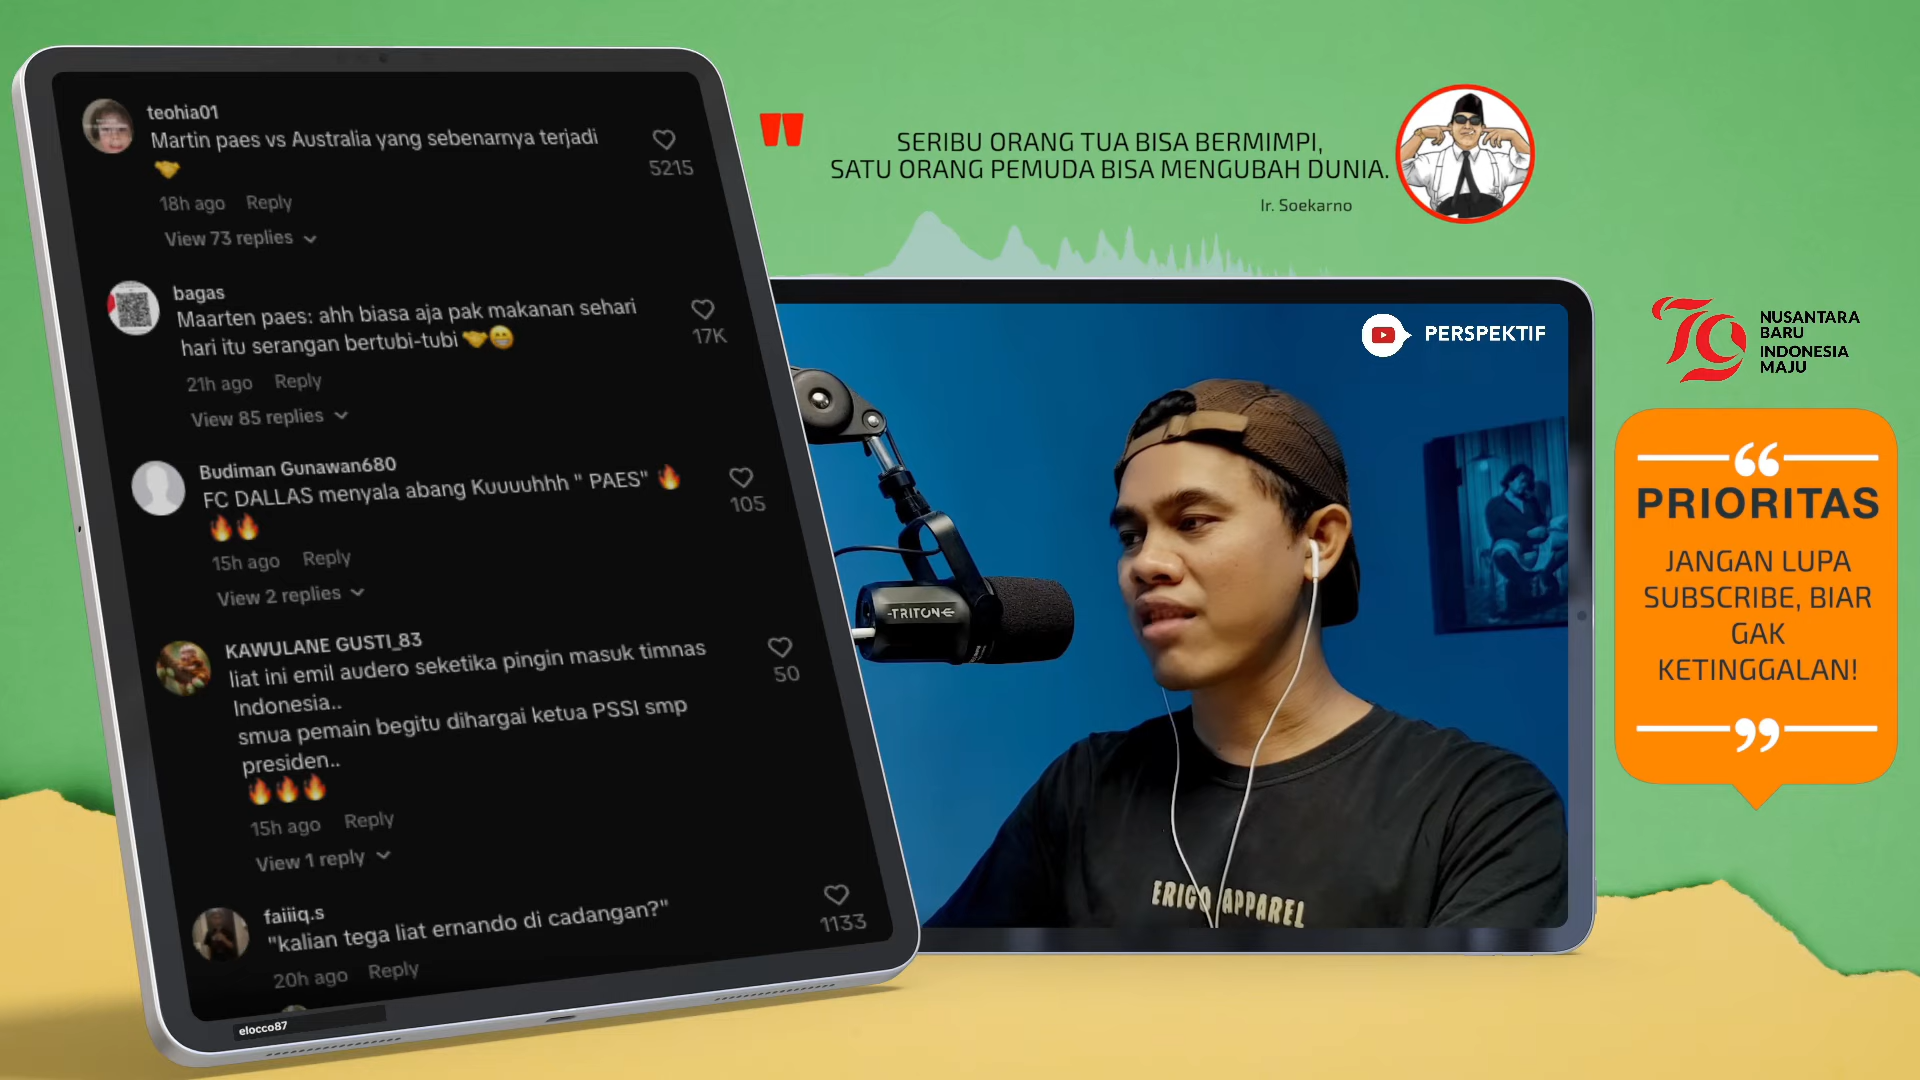 teohia01
Martin paes vs Australia yang sebenarnya terjadi
🤝
5215
18h ago Reply
View 73 replies
bagas
Maarten paes: ahh biasa aja pak makanan sehari
hari itu serangan bertubi-tubi 🤝😁
17K
21h ago Reply
View 85 replies
Budiman Gunawan680
FC DALLAS menyala abang Kuuuuhhh " PAES" 🔥
🔥🔥
105
15h ago Reply
View 2 replies
KAWULANE GUSTI_83
liat ini emil audero seketika pingin masuk timnas
Indonesia..
smua pemain begitu dihargai ketua PSSI smp
presiden..
🔥🔥🔥
50
15h ago Reply
View 1 reply
faiiiq.s
"kalian tega liat ernando di cadangan?"
1133
20h ago Reply
elocco87
"
SERIBU ORANG TUA BISA BERMIMPI,
SATU ORANG PEMUDA BISA MENGUBAH DUNIA.
Ir. Soekarno
PERSPEKTIF
TRITON
ERIGO APPAREL
79
NUSANTARA
BARU
INDONESIA
MAJU
“
PRIORITAS
JANGAN LUPA
SUBSCRIBE, BIAR
GAK
KETINGGALAN!
”